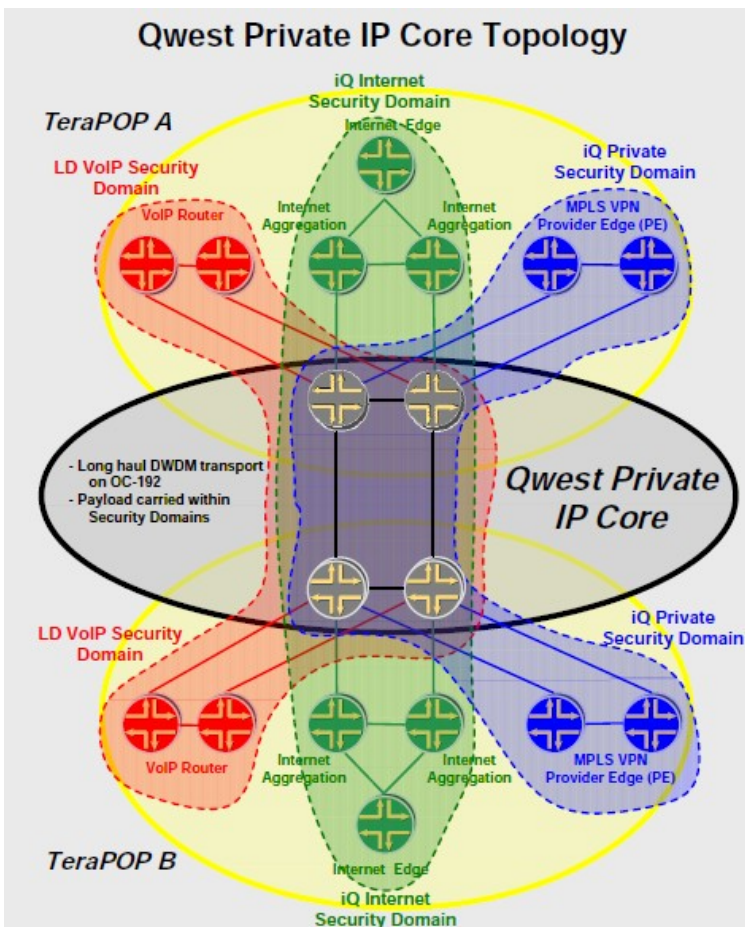 Qwest Private IP Core Topology
iQ Internet
Security Domain
TeraPOP A
Internet Edge
LD VoIP Security
Domain
iQ Private
Security Domain
VoIP Router
Internet
Aggregation
Internet
Aggregation
MPLS VPN
Provider Edge (PE)
- Long haul DWDM transport
on OC-192
- Payload carried within
Security Domains
Qwest Private
IP Core
LD VoIP Security
Domain
iQ Private
Security Domain
VoIP Router
Internet
Aggregation
Internet
Aggregation
MPLS VPN
Provider Edge (PE)
TeraPOP B
Internet Edge
iQ Internet
Security Domain